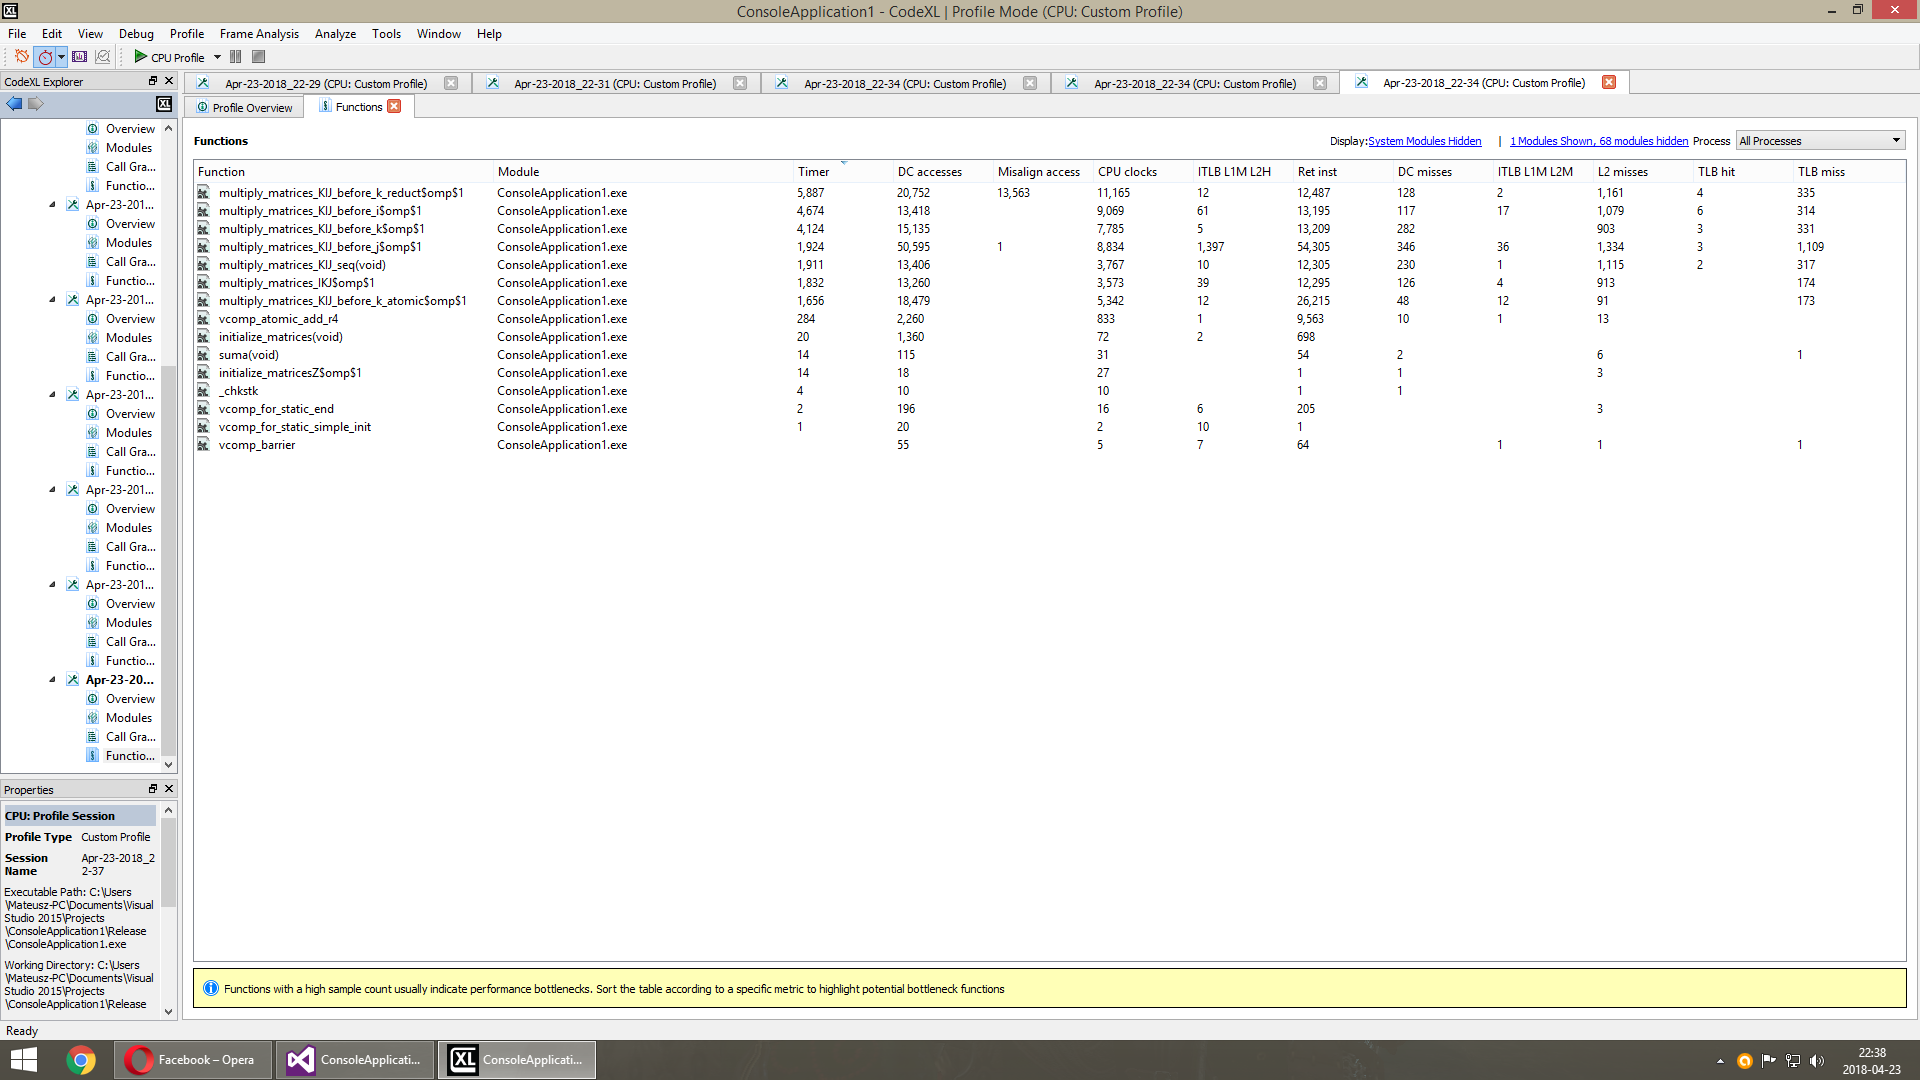 ConsoleApplication1 - CodeXL | Profile Mode (CPU: Custom Profile)
File Edit View Debug Profile Frame Analysis Analyze Tools Window Help
CPU Profile
CodeXL Explorer
Apr-23-2018_22-29 (CPU: Custom Profile) Apr-23-2018_22-31 (CPU: Custom Profile) Apr-23-2018_22-34 (CPU: Custom Profile) Apr-23-2018_22-34 (CPU: Custom Profile) Apr-23-2018_22-34 (CPU: Custom Profile)
XL
Profile Overview Functions
Overview
Modules
Call Gra...
Functio...
Apr-23-201...
Overview
Modules
Call Gra...
Functio...
Apr-23-201...
Overview
Modules
Call Gra...
Functio...
Apr-23-201...
Overview
Modules
Call Gra...
Functio...
Apr-23-201...
Overview
Modules
Call Gra...
Functio...
Apr-23-201...
Overview
Modules
Call Gra...
Functio...
Apr-23-20...
Overview
Modules
Call Gra...
Functio...
Functions
Display:System Modules Hidden | 1 Modules Shown, 68 modules hidden Process All Processes
Function Module Timer DC accesses Misalign access CPU clocks ITLB L1M L2H Ret inst DC misses ITLB L1M L2M L2 misses TLB hit TLB miss
multiply_matrices_KIJ_before_k_reduct$omp$1 ConsoleApplication1.exe 5,887 20,752 13,563 11,165 12 12,487 128 2 1,161 4 335
multiply_matrices_KIJ_before_i$omp$1 ConsoleApplication1.exe 4,674 13,418 9,069 61 13,195 117 17 1,079 6 314
multiply_matrices_KIJ_before_k$omp$1 ConsoleApplication1.exe 4,124 15,135 7,785 5 13,209 282 903 3 331
multiply_matrices_KIJ_before_j$omp$1 ConsoleApplication1.exe 1,924 50,595 1 8,834 1,397 54,305 346 36 1,334 3 1,109
multiply_matrices_KIJ_seq(void) ConsoleApplication1.exe 1,911 13,406 3,767 10 12,305 230 1 1,115 2 317
multiply_matrices_IKJ$omp$1 ConsoleApplication1.exe 1,832 13,260 3,573 39 12,295 126 4 913 174
multiply_matrices_KIJ_before_k_atomic$omp$1 ConsoleApplication1.exe 1,656 18,479 5,342 12 26,215 48 12 91 173
vcomp_atomic_add_r4 ConsoleApplication1.exe 284 2,260 833 1 9,563 10 1 13
initialize_matrices(void) ConsoleApplication1.exe 20 1,360 72 2 698
suma(void) ConsoleApplication1.exe 14 115 31 54 2 6 1
initialize_matricesZ$omp$1 ConsoleApplication1.exe 14 18 27 1 1 3
_chkstk ConsoleApplication1.exe 4 10 10 1 1
vcomp_for_static_end ConsoleApplication1.exe 2 196 16 6 205 3
vcomp_for_static_simple_init ConsoleApplication1.exe 1 20 2 10 1
vcomp_barrier ConsoleApplication1.exe 55 5 7 64 1 1 1
Properties
CPU: Profile Session
Profile Type Custom Profile
Session Name Apr-23-2018_2
2-37
Executable Path: C:\Users
\Mateusz-PC\Documents\Visual
Studio 2015\Projects
\ConsoleApplication1\Release
\ConsoleApplication1.exe
Working Directory: C:\Users
\Mateusz-PC\Documents\Visual
Studio 2015\Projects
\ConsoleApplication1\Release
Functions with a high sample count usually indicate performance bottlenecks. Sort the table according to a specific metric to highlight potential bottleneck functions
Ready
Facebook – Opera ConsoleApplicati... XL ConsoleApplicati...
22:38
2018-04-23